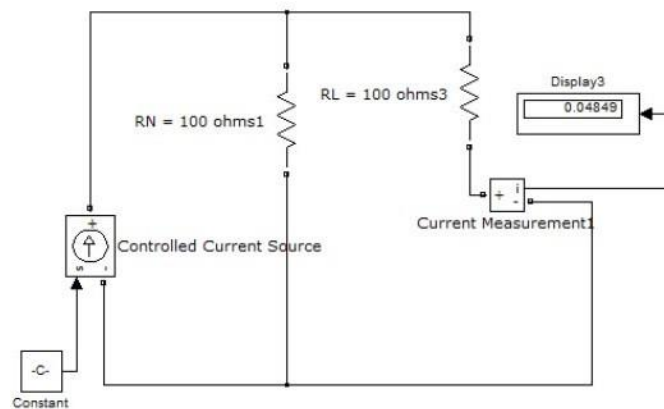 Display3
0.04849
RL = 100 ohms3
RN = 100 ohms1
+
i
-
Current Measurement1
+
Controlled Current Source
s
-
-C-
Constant